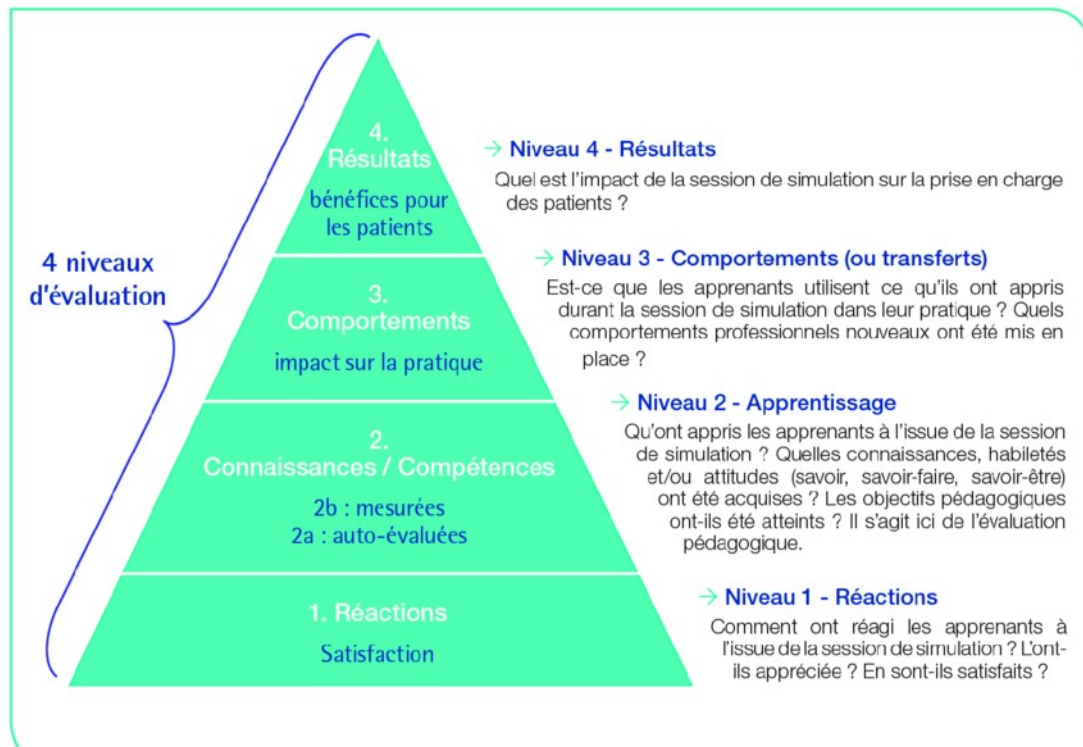 4 niveaux
d'évaluation
4.
Résultats
bénéfices pour
les patients
3.
Comportements
impact sur la pratique
2.
Connaissances / Compétences
2b : mesurées
2a : auto-évaluées
1. Réactions
Satisfaction
→ Niveau 4 - Résultats
Quel est l'impact de la session de simulation sur la prise en charge
des patients ?
→ Niveau 3 - Comportements (ou transferts)
Est-ce que les apprenants utilisent ce qu'ils ont appris
durant la session de simulation dans leur pratique ? Quels
comportements professionnels nouveaux ont été mis en
place ?
→ Niveau 2 - Apprentissage
Qu'ont appris les apprenants à l'issue de la session
de simulation ? Quelles connaissances, habiletés
et/ou attitudes (savoir, savoir-faire, savoir-être)
ont été acquises ? Les objectifs pédagogiques
ont-ils été atteints ? Il s'agit ici de l'évaluation
pédagogique.
→ Niveau 1 - Réactions
Comment ont réagi les apprenants à
l'issue de la session de simulation ? L'ont-
ils appréciée ? En sont-ils satisfaits ?